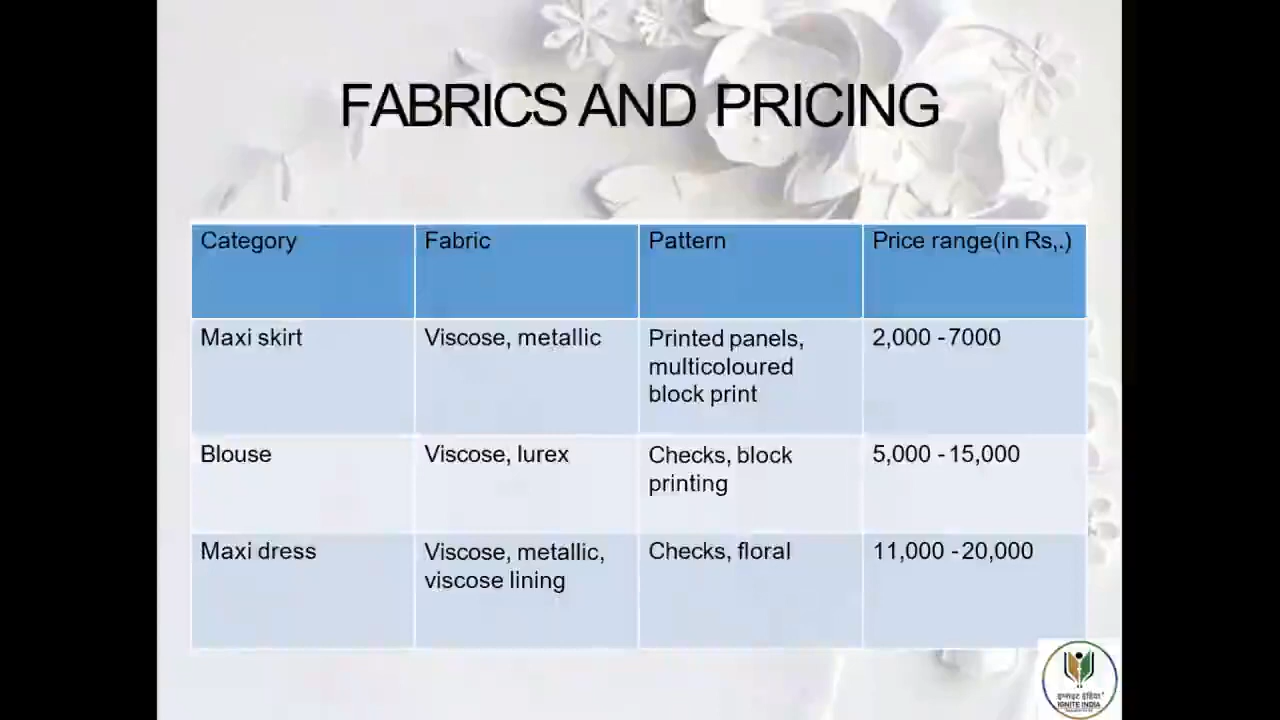 FABRICS AND PRICING
Category Fabric Pattern Price range(in Rs,.)
Maxi skirt Viscose, metallic Printed panels, 2,000 -7000
multicoloured
block print
Blouse Viscose, lurex Checks, block 5,000 -15,000
printing
Maxi dress Viscose, metallic, Checks, floral 11,000 -20,000
viscose lining
इग्नाइट इंडिया
IGNITE INDIA